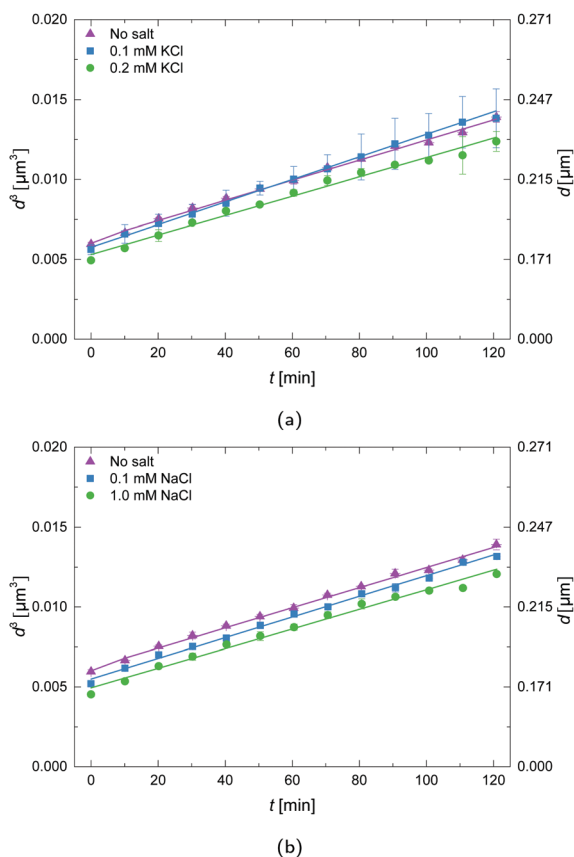 0.020
0.271
No salt
0.1 mM KCl
0.2 mM KCl
0.015
0.247
d³ [µm³]
0.010
0.215
d [µm]
0.005
0.171
0.000
0.000
0 20 40 60 80 100 120
t [min]
(a)
0.020
0.271
No salt
0.1 mM NaCl
1.0 mM NaCl
0.015
0.247
d³ [µm³]
0.010
0.215
d [µm]
0.005
0.171
0.000
0.000
0 20 40 60 80 100 120
t [min]
(b)